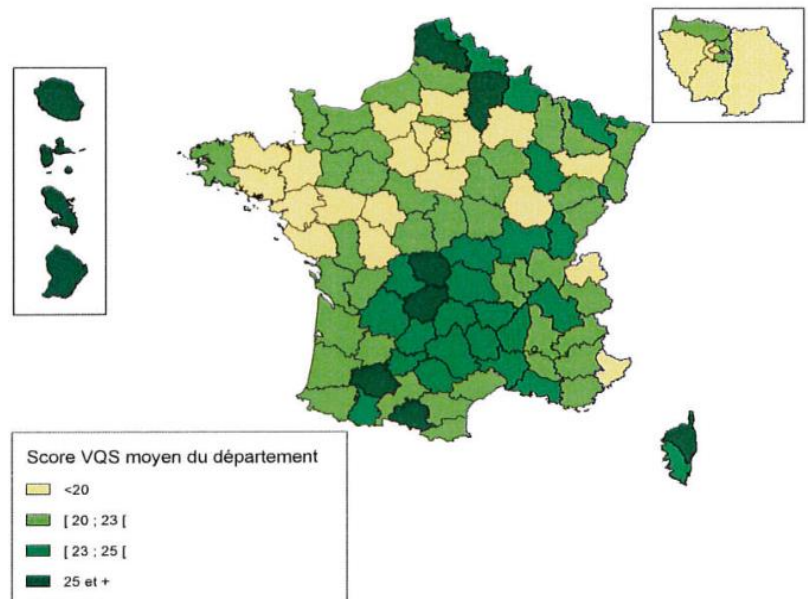 Score VQS moyen du département
<20
[ 20 ; 23 [
[ 23 ; 25 [
25 et +